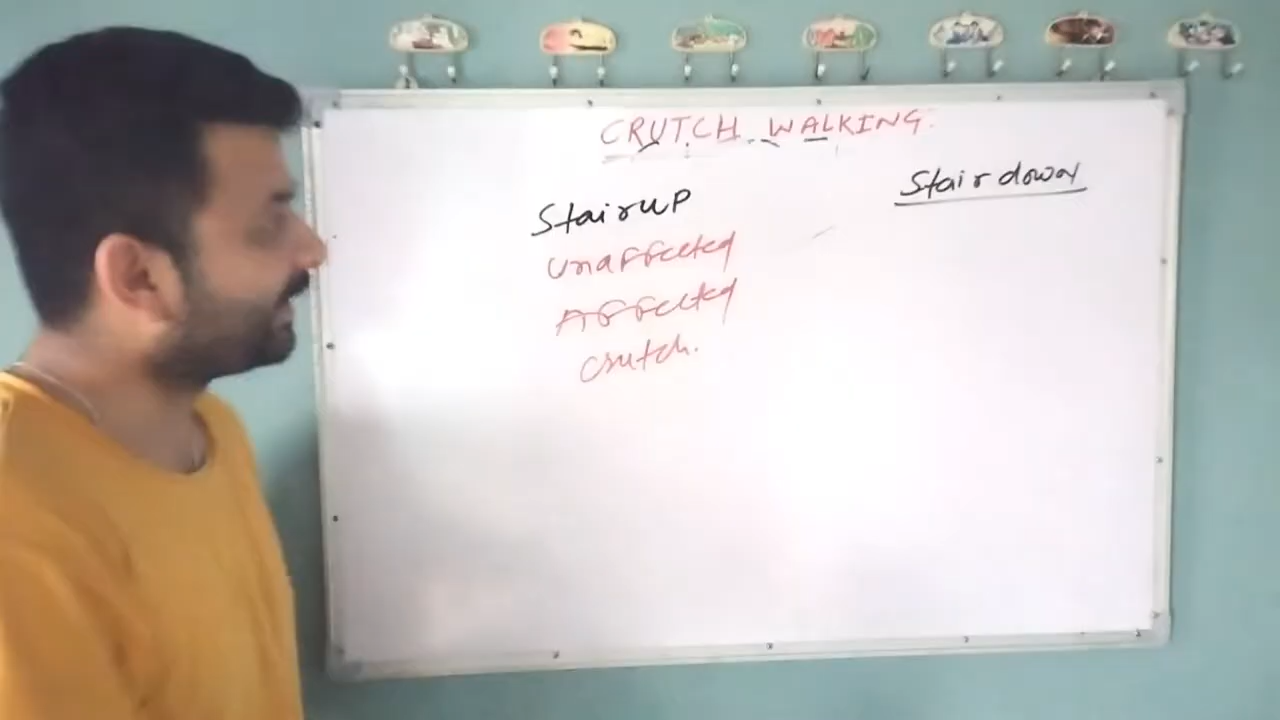 CRUTCH WALKING.
Stair up
Unaffected
Affected
Crutch.
Stair down